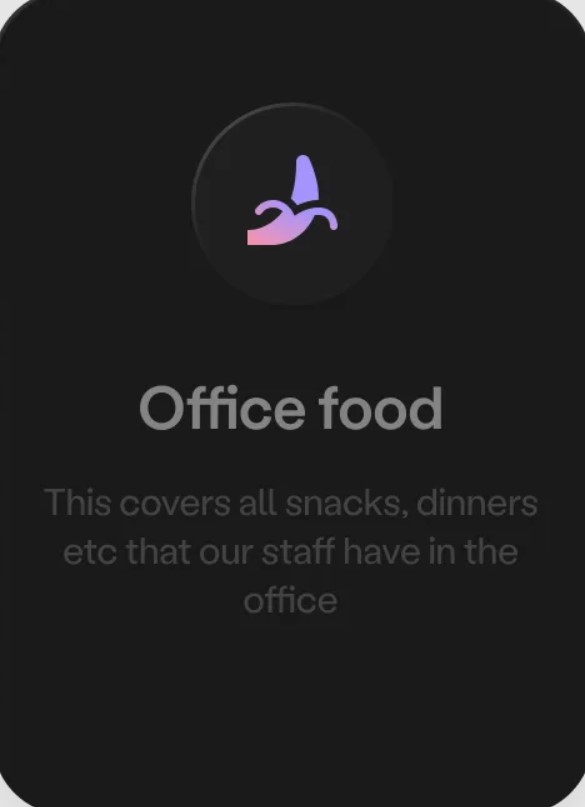 Office food
This covers all snacks, dinners
etc that our staff have in the
office